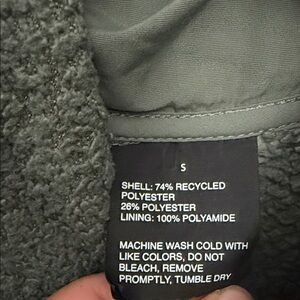 S
SHELL: 74% RECYCLED
POLYESTER
26% POLYESTER
LINING: 100% POLYAMIDE
MACHINE WASH COLD WITH
LIKE COLORS, DO NOT
BLEACH, REMOVE
PROMPTLY, TUMBLE DRY